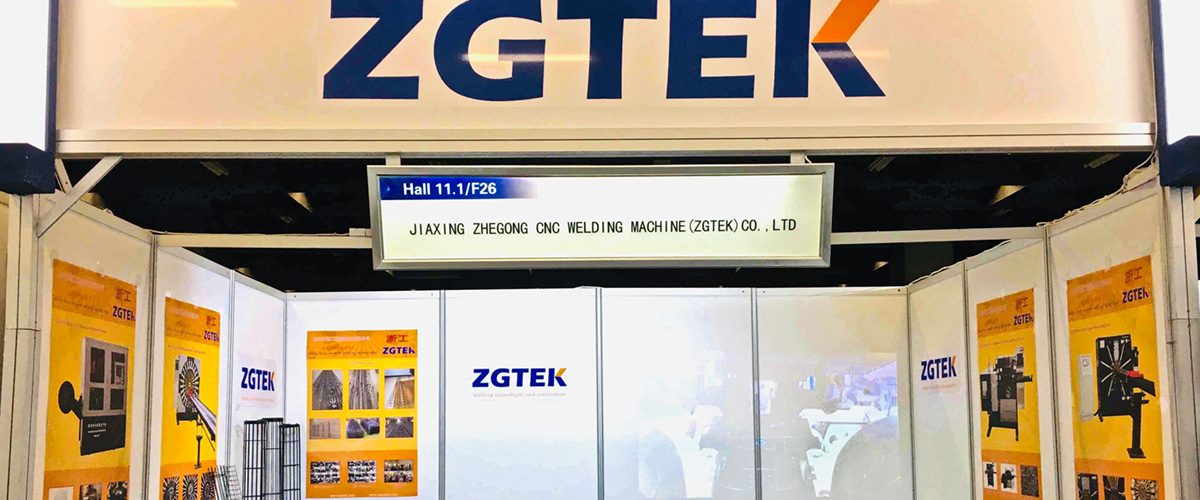 ZGTEK
Hall 11.1/F26
JIAXING ZHEGONG CNC WELDING MACHINE(ZGTEK)CO.,LTD
浙工
ZGTEK
浙工
ZGTEK
ZGTEK
浙工
ZGTEK
ZGTEK
welding technologies and automation
ZGTEK
浙工
ZGTEK
浙工
ZGTEK